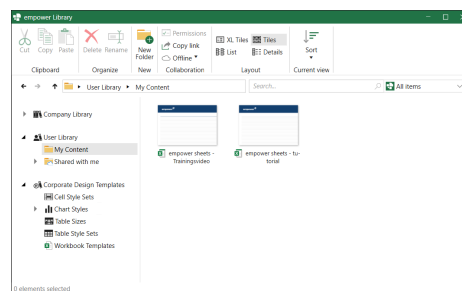 empower Library
Cut Copy Paste
Delete Rename
New
Folder
Permissions
Copy link
Offline
XL Tiles Tiles
List Details
Sort
Clipboard Organize New Collaboration Layout Current view
User Library My Content
Search...
All items
Company Library
User Library
My Content
Shared with me
Corporate Design Templates
Cell Style Sets
Chart Styles
Table Sizes
Table Style Sets
Workbook Templates
empower sheets -
Trainingsvideo
empower sheets - tu-
torial
0 elements selected